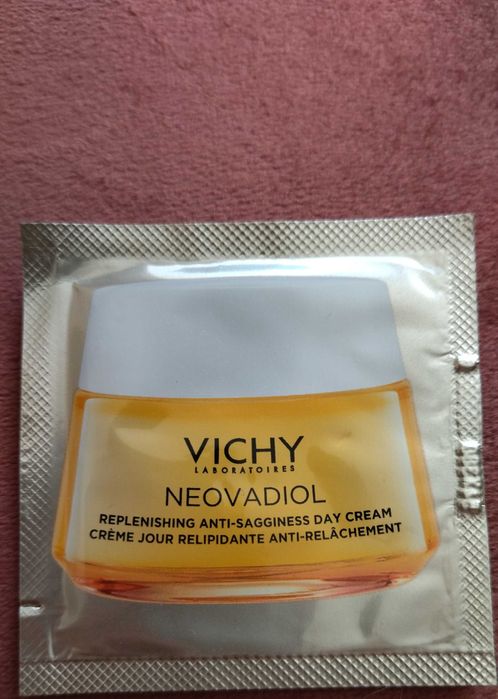 VICHY
LABORATOIRES
NEOVADIOL
REPLENISHING ANTI-SAGGINESS DAY CREAM
CRÈME JOUR RELIPIDANTE ANTI-RELÂCHEMENT